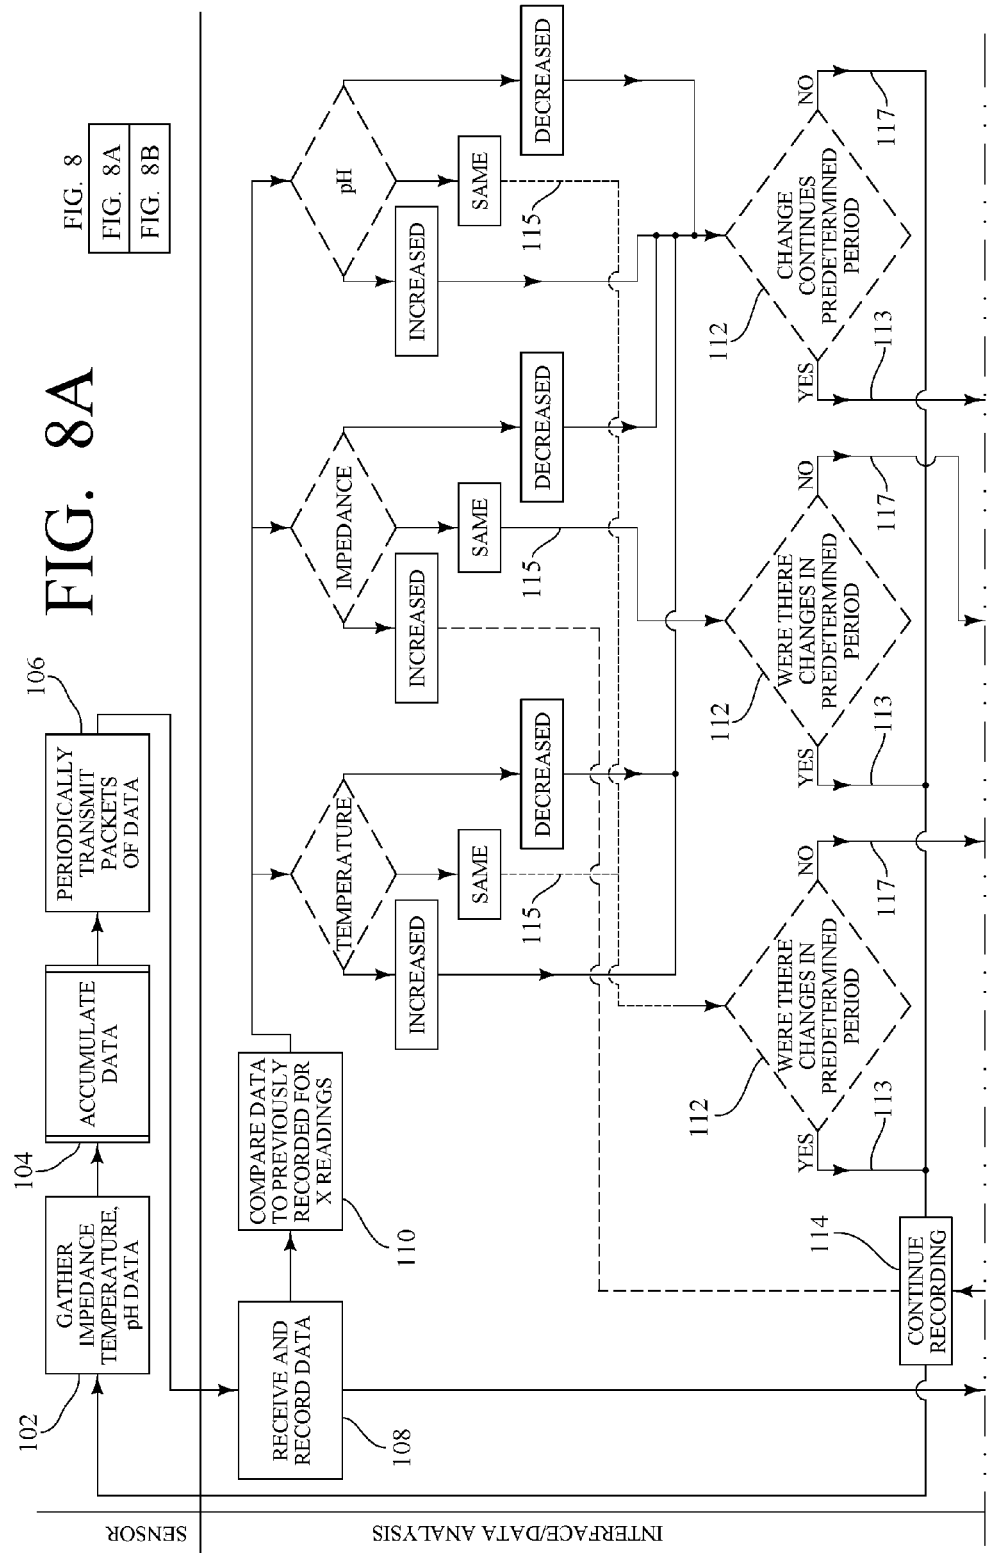 FIG. 8A
FIG. 8
FIG. 8A
FIG. 8B
SENSOR
102
GATHER
IMPEDANCE
TEMPERATURE,
pH DATA
104
ACCUMULATE
DATA
106
PERIODICALLY
TRANSMIT
PACKETS
OF DATA
INTERFACE/DATA ANALYSIS
RECEIVE AND
RECORD DATA
108
COMPARE DATA
TO PREVIOUSLY
RECORDED FOR
X READINGS
110
TEMPERATURE
INCREASED
SAME
DECREASED
115
IMPEDANCE
INCREASED
SAME
DECREASED
115
pH
INCREASED
SAME
DECREASED
115
112
WERE THERE
CHANGES IN
PREDETERMINED
PERIOD
YES
NO
113
117
112
WERE THERE
CHANGES IN
PREDETERMINED
PERIOD
YES
NO
113
117
112
CHANGE
CONTINUES
PREDETERMINED
PERIOD
YES
NO
113
117
114
CONTINUE
RECORDING